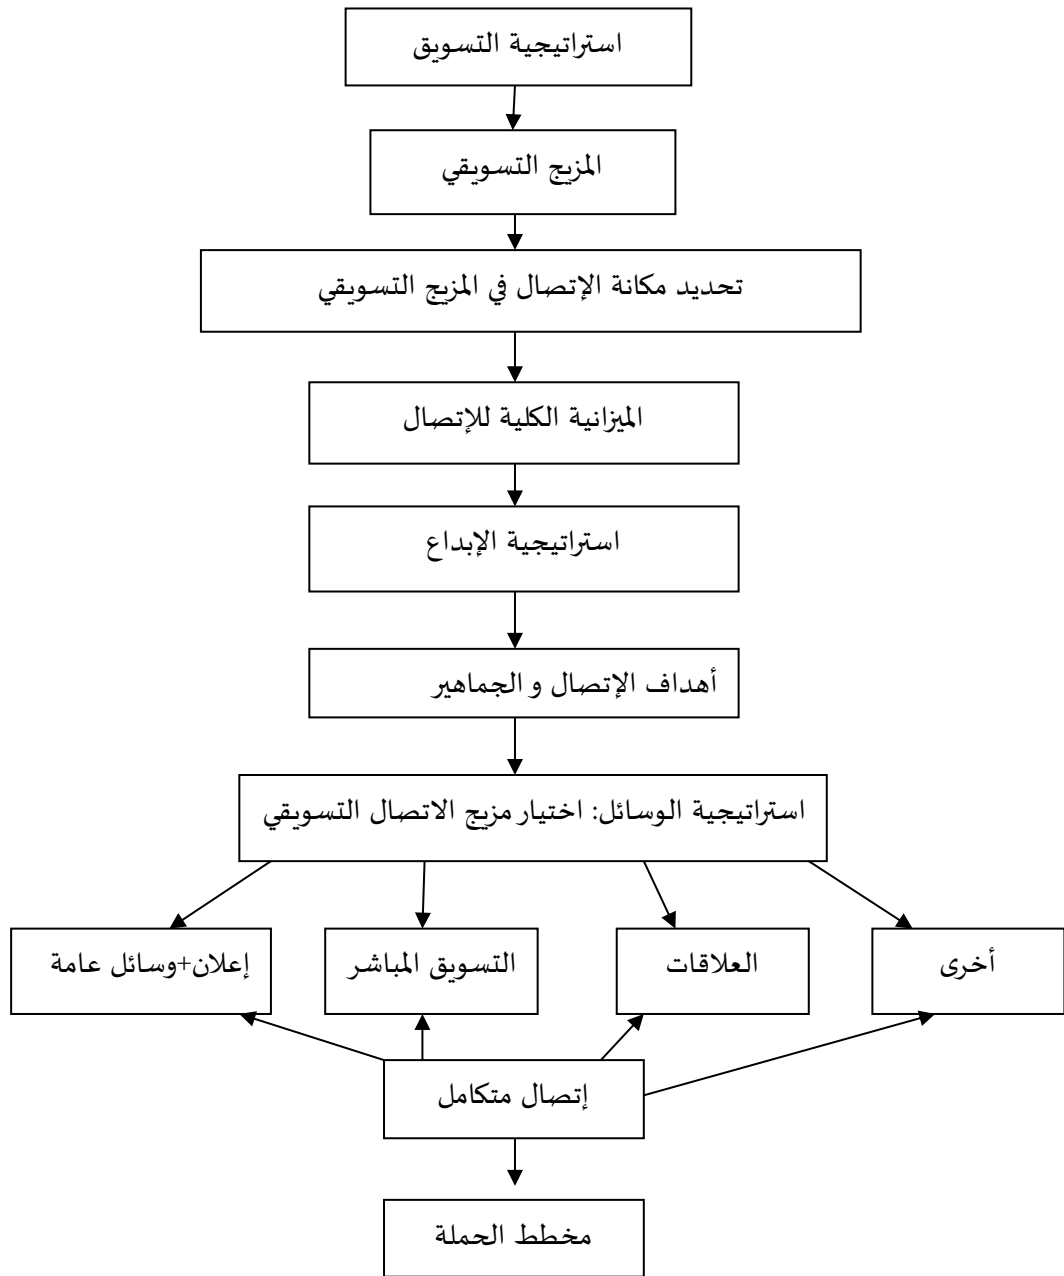 استراتيجية التسويق
المزيج التسويقي
تحديد مكانة الإتصال في المزيج التسويقي
الميزانية الكلية للإتصال
استراتيجية الإبداع
أهداف الإتصال و الجماهير
استراتيجية الوسائل: اختيار مزيج الاتصال التسويقي
أخرى
العلاقات
التسويق المباشر
إعلان+وسائل عامة
إتصال متكامل
مخطط الحملة